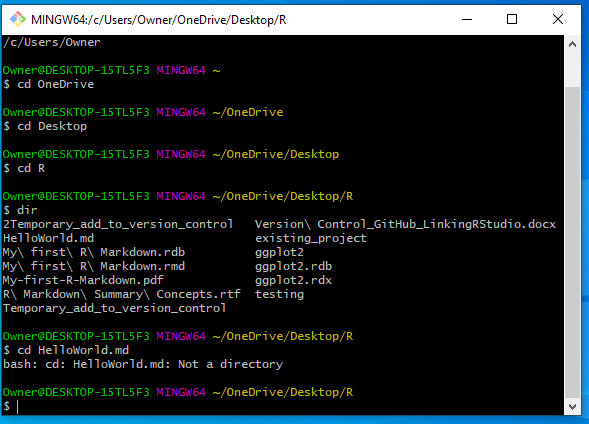 MINGW64:/c/Users/Owner/OneDrive/Desktop/R
/c/Users/Owner
Owner@DESKTOP-15TL5F3 MINGW64 ~
$ cd OneDrive
Owner@DESKTOP-15TL5F3 MINGW64 ~/OneDrive
$ cd Desktop
Owner@DESKTOP-15TL5F3 MINGW64 ~/OneDrive/Desktop
$ cd R
Owner@DESKTOP-15TL5F3 MINGW64 ~/OneDrive/Desktop/R
$ dir
2Temporary_add_to_version_control   Version\ Control_GitHub_LinkingRStudio.docx
HelloWorld.md                       existing_project
My\ first\ R\ Markdown.rdb          ggplot2
My\ first\ R\ Markdown.rmd          ggplot2.rdb
My-first-R-Markdown.pdf             ggplot2.rdx
R\ Markdown\ Summary\ Concepts.rtf  testing
Temporary_add_to_version_control
Owner@DESKTOP-15TL5F3 MINGW64 ~/OneDrive/Desktop/R
$ cd HelloWorld.md
bash: cd: HelloWorld.md: Not a directory
Owner@DESKTOP-15TL5F3 MINGW64 ~/OneDrive/Desktop/R
$